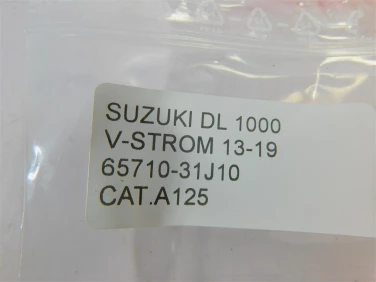 SUZUKI DL 1000
V-STROM 13-19
65710-31J10
CAT.A125